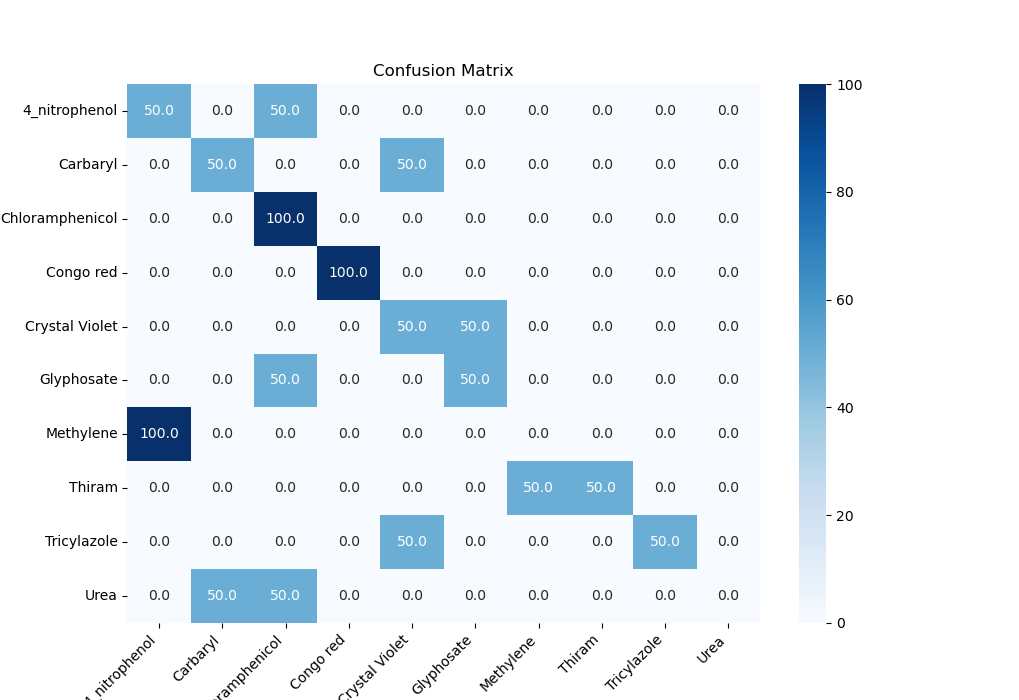 Confusion Matrix
4_nitrophenol 50.0 0.0 50.0 0.0 0.0 0.0 0.0 0.0 0.0 0.0 100
Carbaryl 0.0 50.0 0.0 0.0 50.0 0.0 0.0 0.0 0.0 0.0
80
Chloramphenicol 0.0 0.0 100.0 0.0 0.0 0.0 0.0 0.0 0.0 0.0
Congo red 0.0 0.0 0.0 100.0 0.0 0.0 0.0 0.0 0.0 0.0
60
Crystal Violet 0.0 0.0 0.0 0.0 50.0 50.0 0.0 0.0 0.0 0.0
Glyphosate 0.0 0.0 50.0 0.0 0.0 50.0 0.0 0.0 0.0 0.0
40
Methylene 100.0 0.0 0.0 0.0 0.0 0.0 0.0 0.0 0.0 0.0
Thiram 0.0 0.0 0.0 0.0 0.0 0.0 50.0 50.0 0.0 0.0
20
Tricylazole 0.0 0.0 0.0 0.0 50.0 0.0 0.0 0.0 50.0 0.0
Urea 0.0 50.0 50.0 0.0 0.0 0.0 0.0 0.0 0.0 0.0
0
4_nitrophenol
Carbaryl
ramphenicol
Congo red
Crystal Violet
Glyphosate
Methylene
Thiram
Tricylazole
Urea